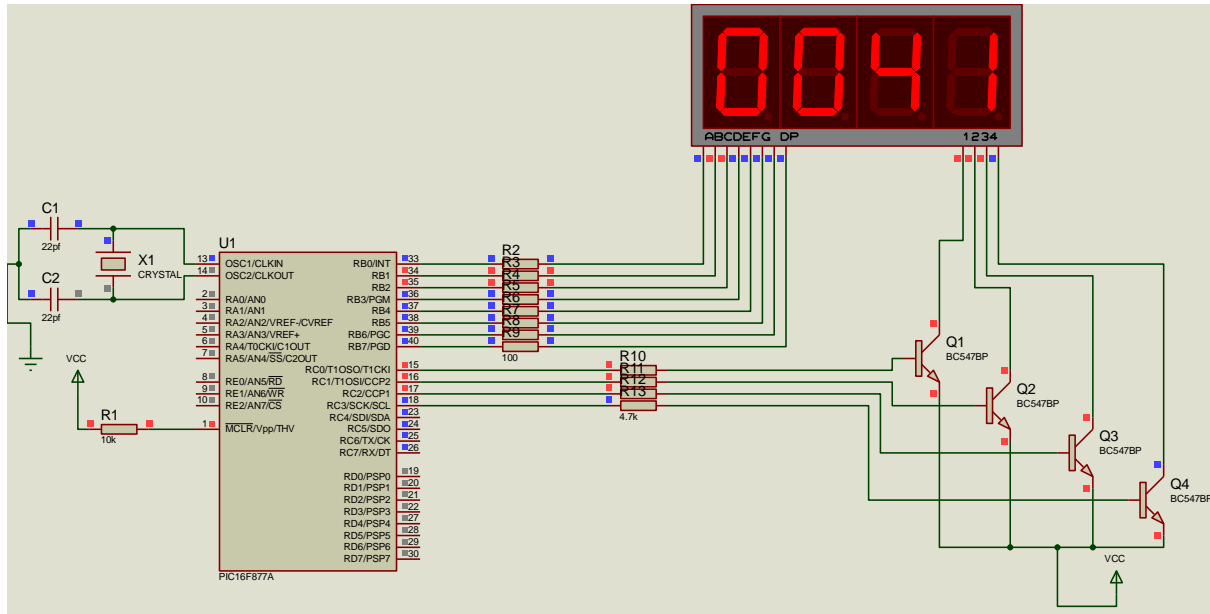 0041
ABCDEFG DP
1234
C1
22pf
X1
CRYSTAL
C2
22pf
U1
13
OSC1/CLKIN
14
OSC2/CLKOUT
2
RA0/AN0
3
RA1/AN1
4
RA2/AN2/VREF-/CVREF
5
RA3/AN3/VREF+
6
RA4/T0CKI/C1OUT
7
RA5/AN4/SS/C2OUT
8
RE0/AN5/RD
9
RE1/AN6/WR
10
RE2/AN7/CS
1
MCLR/Vpp/THV
RB0/INT
33
RB1
34
RB2
35
RB3/PGM
36
RB4
37
RB5
38
RB6/PGC
39
RB7/PGD
40
RC0/T1OSO/T1CKI
15
RC1/T1OSI/CCP2
16
RC2/CCP1
17
RC3/SCK/SCL
18
RC4/SDI/SDA
23
RC5/SDO
24
RC6/TX/CK
25
RC7/RX/DT
26
RD0/PSP0
19
RD1/PSP1
20
RD2/PSP2
21
RD3/PSP3
22
RD4/PSP4
27
RD5/PSP5
28
RD6/PSP6
29
RD7/PSP7
30
PIC16F877A
VCC
R1
10k
R2
R3
R4
R5
R6
R7
R8
R9
100
R10
R11
R12
R13
4.7k
Q1
BC547BP
Q2
BC547BP
Q3
BC547BP
Q4
BC547BP
VCC